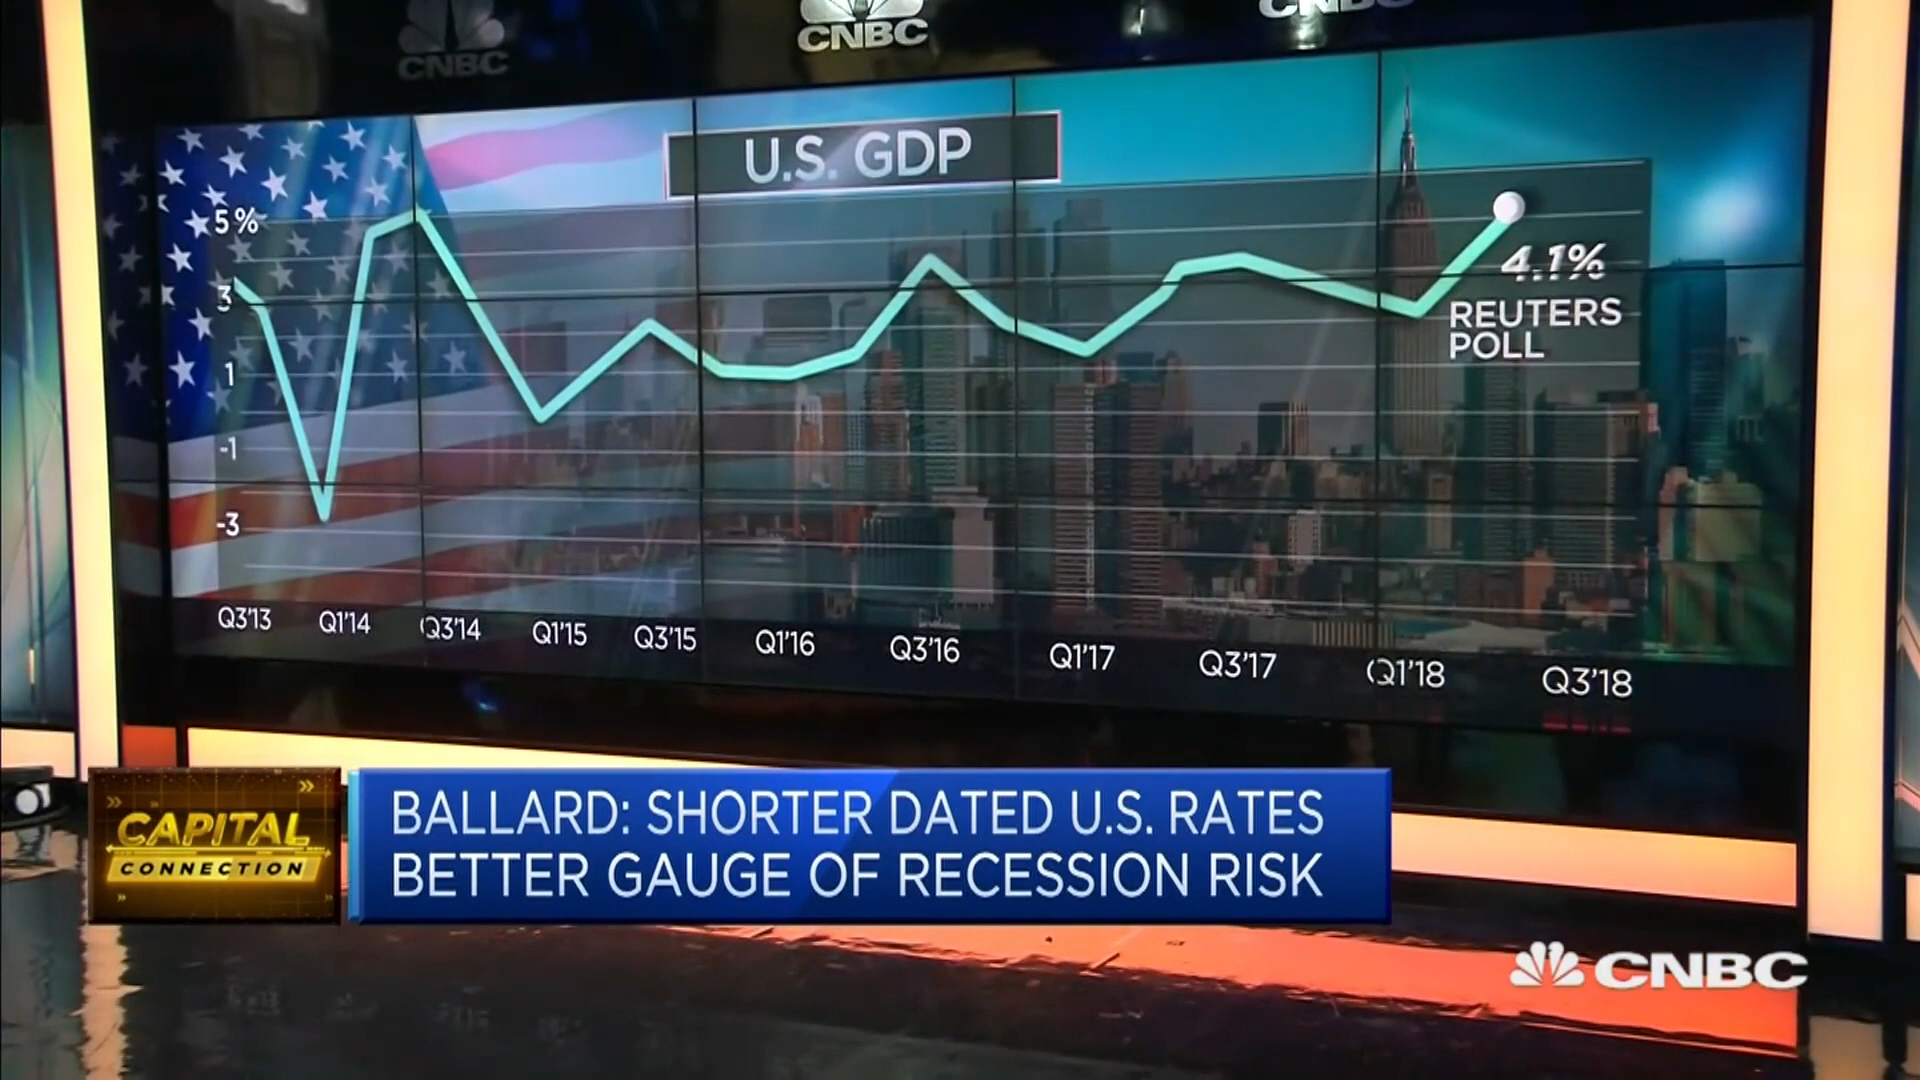 CNBC
CNBC
CNBC
U.S. GDP
5%
3
1
-1
-3
4.1%
REUTERS
POLL
Q3'13 Q1'14 Q3'14 Q1'15 Q3'15 Q1'16 Q3'16 Q1'17 Q3'17 Q1'18 Q3'18
CAPITAL
CONNECTION
BALLARD: SHORTER DATED U.S. RATES
BETTER GAUGE OF RECESSION RISK
CNBC